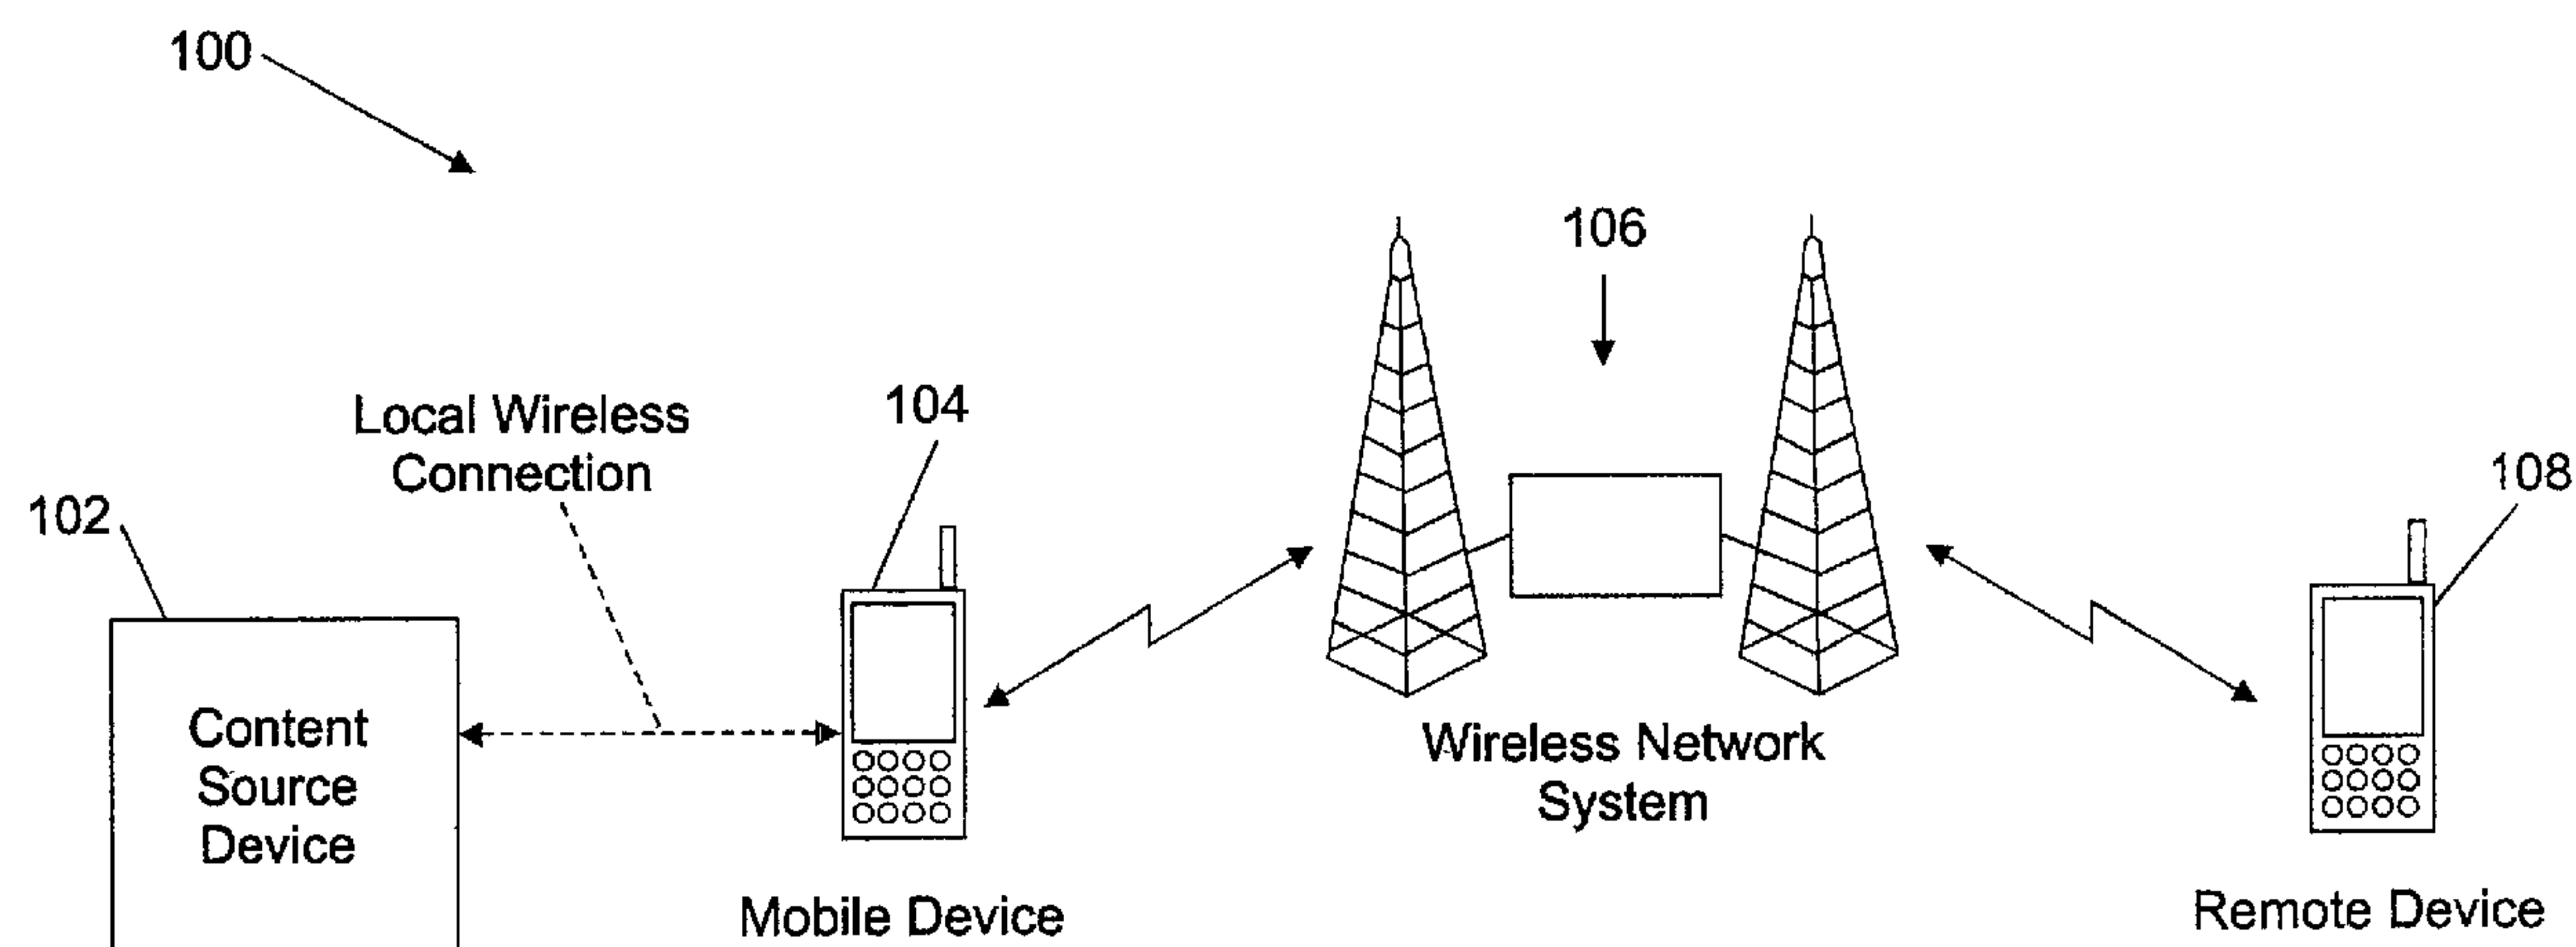 100
106
Local Wireless
Connection
104
102
108
Content
Source
Device
Wireless Network
System
Mobile Device
Remote Device